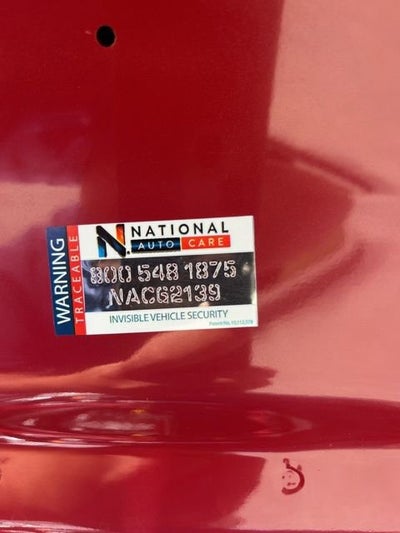 WARNING
TRACEABLE
N.
NATIONAL
AUTO CARE
800 548 1875
NACG2139
INVISIBLE VEHICLE SECURITY